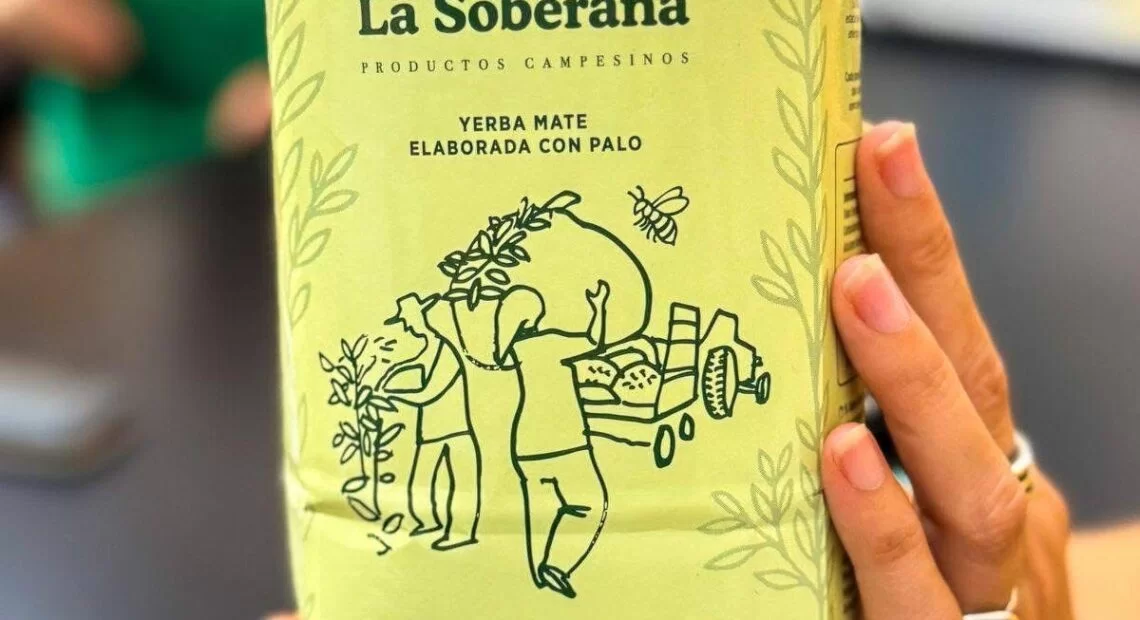 La Soberana
PRODUCTOS CAMPESINOS
YERBA MATE
ELABORADA CON PALO